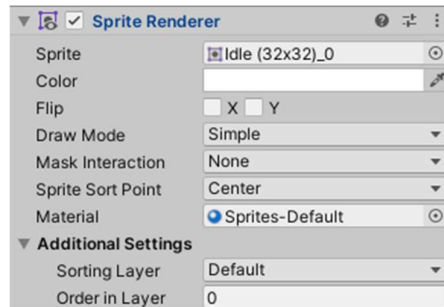 Sprite Renderer
Sprite Idle (32x32)_0
Color
Flip X Y
Draw Mode Simple
Mask Interaction None
Sprite Sort Point Center
Material Sprites-Default
Additional Settings
Sorting Layer Default
Order in Layer 0